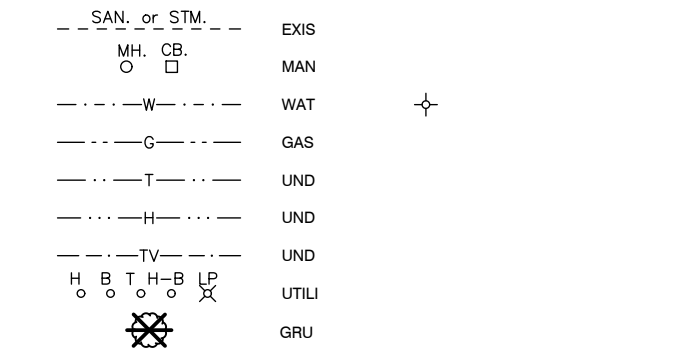 SAN. or STM. EXIS
MH. CB. MAN
W WAT
G GAS
T UND
H UND
TV UND
H B T H-B LP UTILI
GRU